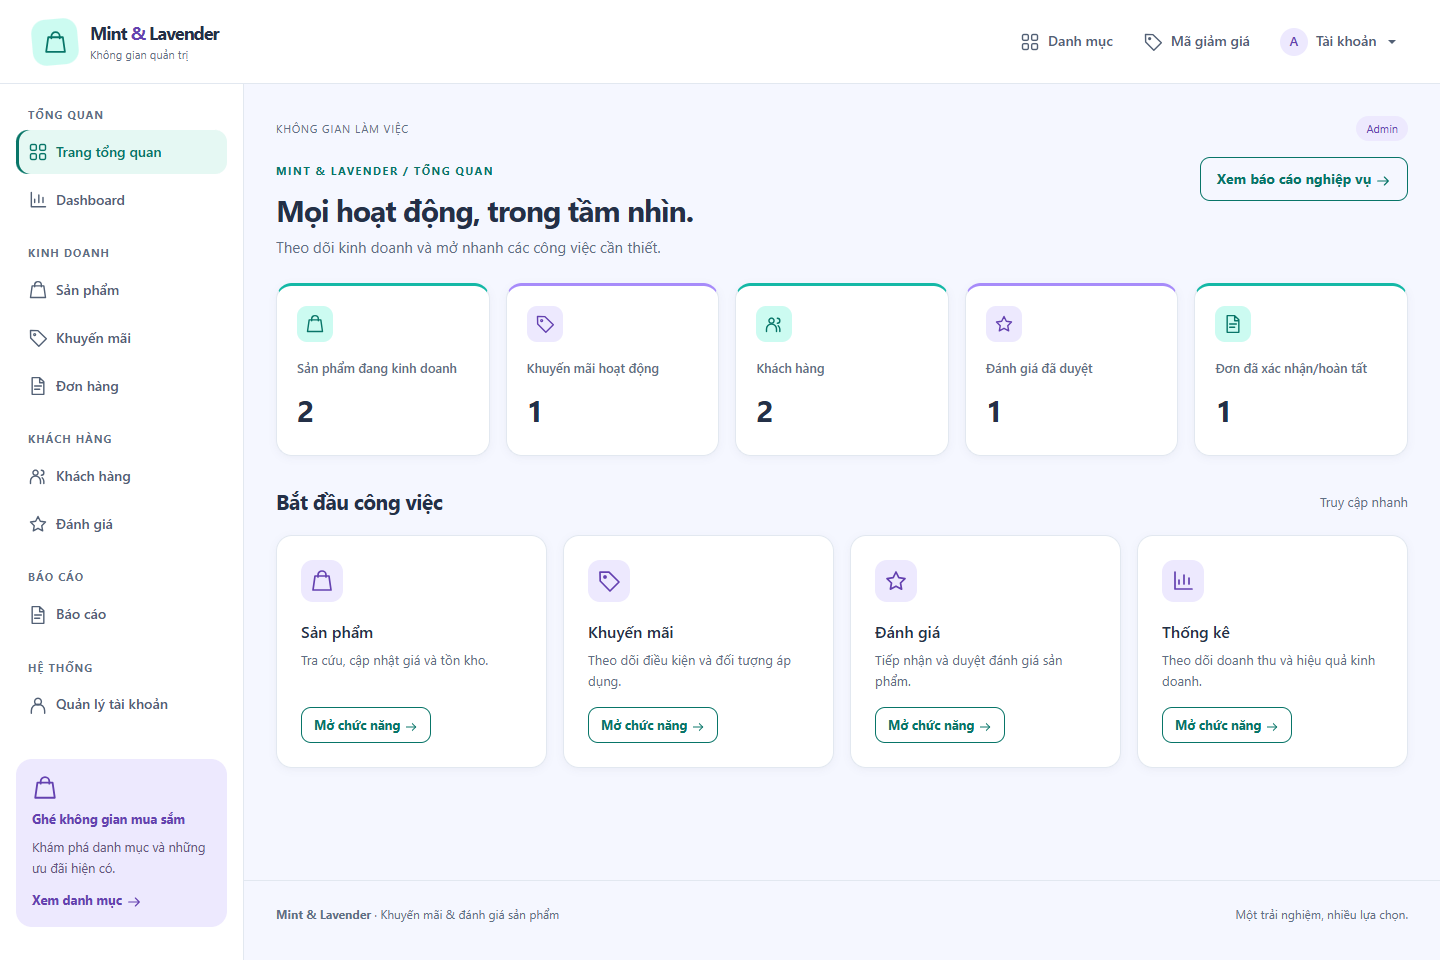 Mint & Lavender
Không gian quản trị
Danh mục
Mã giảm giá
A
Tài khoản
TỔNG QUAN
Trang tổng quan
Dashboard
KINH DOANH
Sản phẩm
Khuyến mãi
Đơn hàng
KHÁCH HÀNG
Khách hàng
Đánh giá
BÁO CÁO
Báo cáo
HỆ THỐNG
Quản lý tài khoản
Ghé không gian mua sắm
Khám phá danh mục và những
ưu đãi hiện có.
Xem danh mục →
KHÔNG GIAN LÀM VIỆC
Admin
MINT & LAVENDER / TỔNG QUAN
Xem báo cáo nghiệp vụ →
Mọi hoạt động, trong tầm nhìn.
Theo dõi kinh doanh và mở nhanh các công việc cần thiết.
Sản phẩm đang kinh doanh
2
Khuyến mãi hoạt động
1
Khách hàng
2
Đánh giá đã duyệt
1
Đơn đã xác nhận/hoàn tất
1
Bắt đầu công việc
Truy cập nhanh
Sản phẩm
Tra cứu, cập nhật giá và tồn kho.
Mở chức năng →
Khuyến mãi
Theo dõi điều kiện và đối tượng áp
dụng.
Mở chức năng →
Đánh giá
Tiếp nhận và duyệt đánh giá sản
phẩm.
Mở chức năng →
Thống kê
Theo dõi doanh thu và hiệu quả kinh
doanh.
Mở chức năng →
Mint & Lavender · Khuyến mãi & đánh giá sản phẩm
Một trải nghiệm, nhiều lựa chọn.